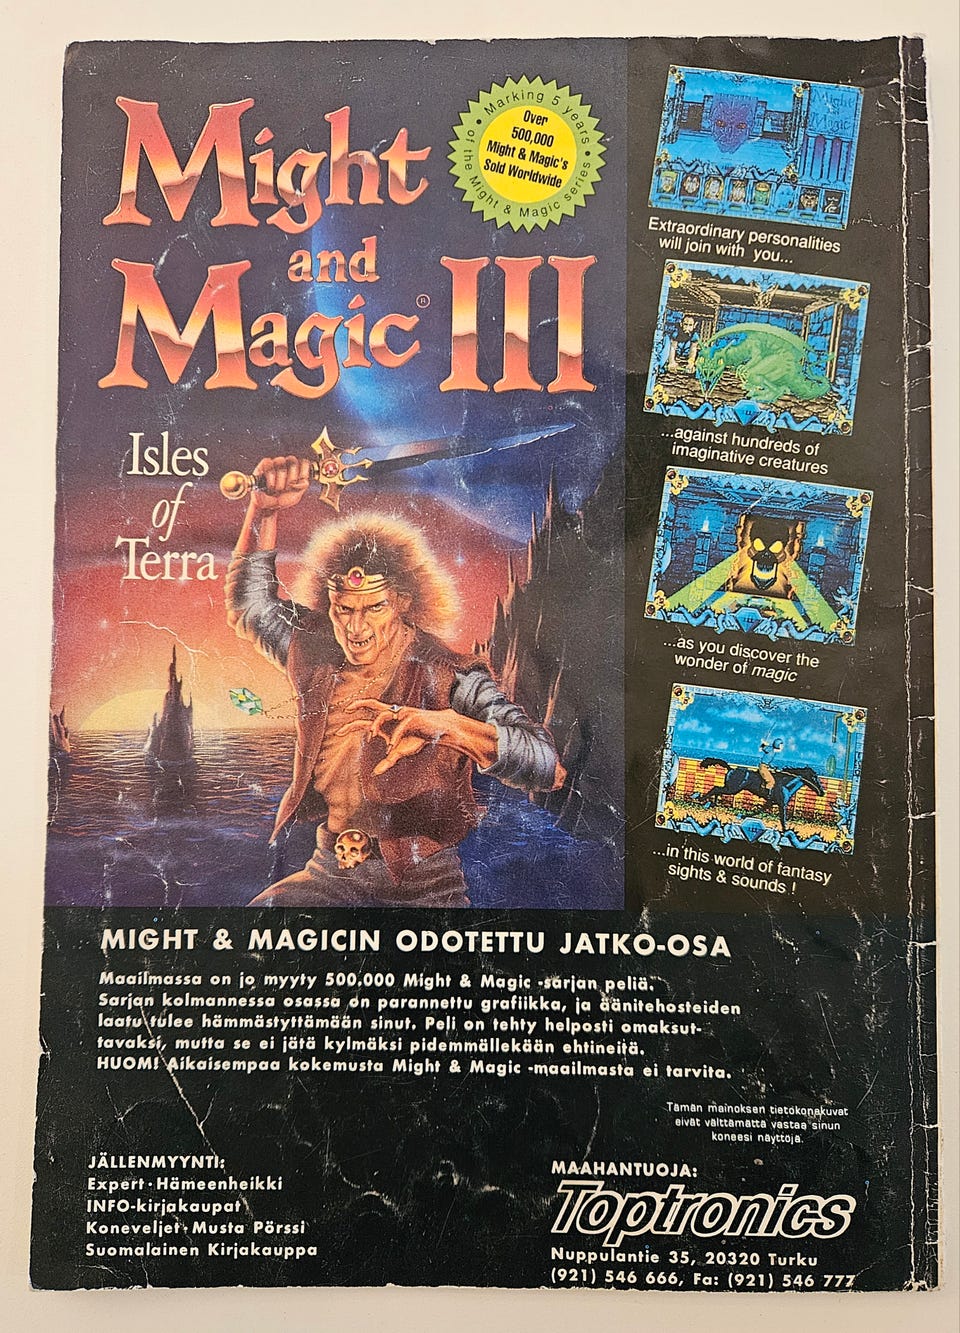 Might
and
Magic® III
Isles
of
Terra
Marking 5 years
of the Might & Magic series
Over
500,000
Might & Magic's
Sold Worldwide
Might
Magic
Extraordinary personalities
will join with you...
...against hundreds of
imaginative creatures
...as you discover the
wonder of magic
...in this world of fantasy
sights & sounds !
MIGHT & MAGICIN ODOTETTU JATKO-OSA
Maailmassa on jo myyty 500.000 Might & Magic -sarjan peliä.
Sarjan kolmannessa osassa on parannettu grafiikka, ja äänitehosteiden
laatu tulee hämmästyttämään sinut. Peli on tehty helposti omaksut-
tavaksi, mutta se ei jätä kylmäksi pidemmällekään ehtineitä.
HUOM! Aikaisempaa kokemusta Might & Magic -maailmasta ei tarvita.
Tämän mainoksen tietokonekuvat
eivät välttämättä vastaa sinun
koneesi näyttöjä.
JÄLLENMYYNTI:
Expert · Hämeenheikki
INFO-kirjakaupat
Koneveljet · Musta Pörssi
Suomalainen Kirjakauppa
MAAHANTUOJA:
Toptronics
Nuppulantie 35, 20320 Turku
(921) 546 666, Fa: (921) 546 777